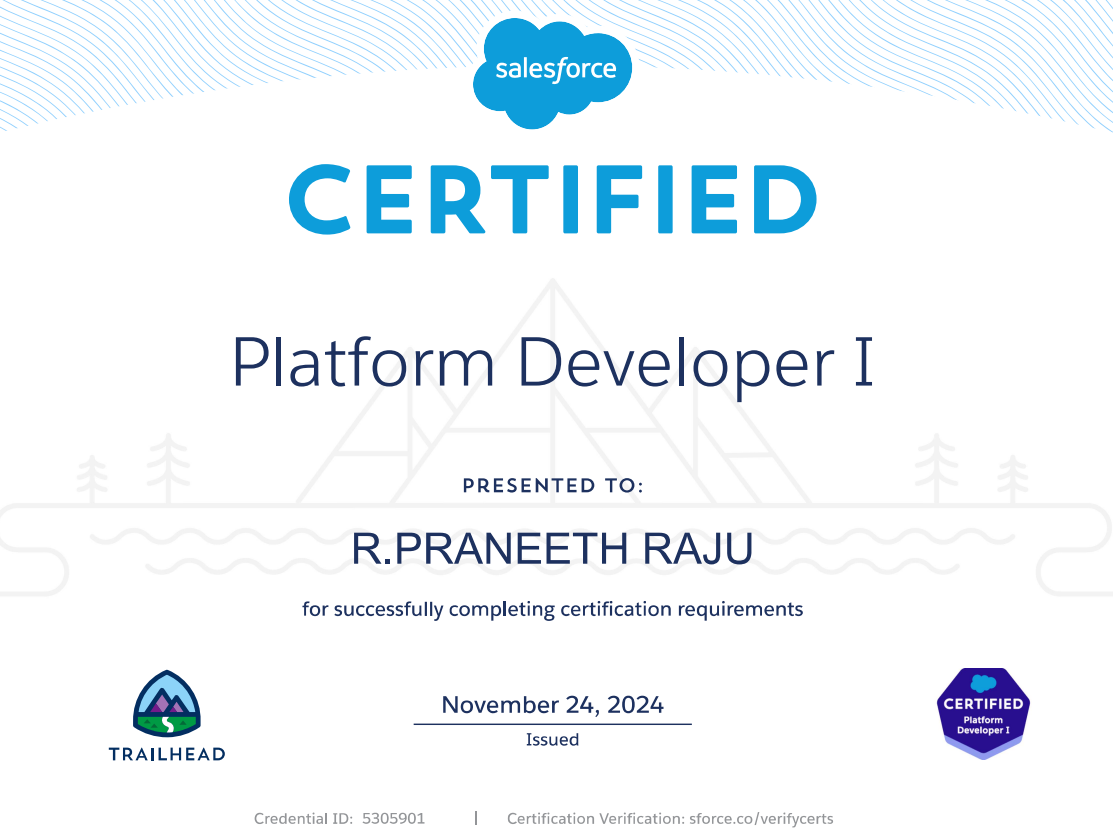 salesforce
CERTIFIED
Platform Developer I
PRESENTED TO:
R.PRANEETH RAJU
for successfully completing certification requirements
November 24, 2024
Issued
TRAILHEAD
CERTIFIED
Platform
Developer I
Credential ID: 5305901 | Certification Verification: sforce.co/verifycerts